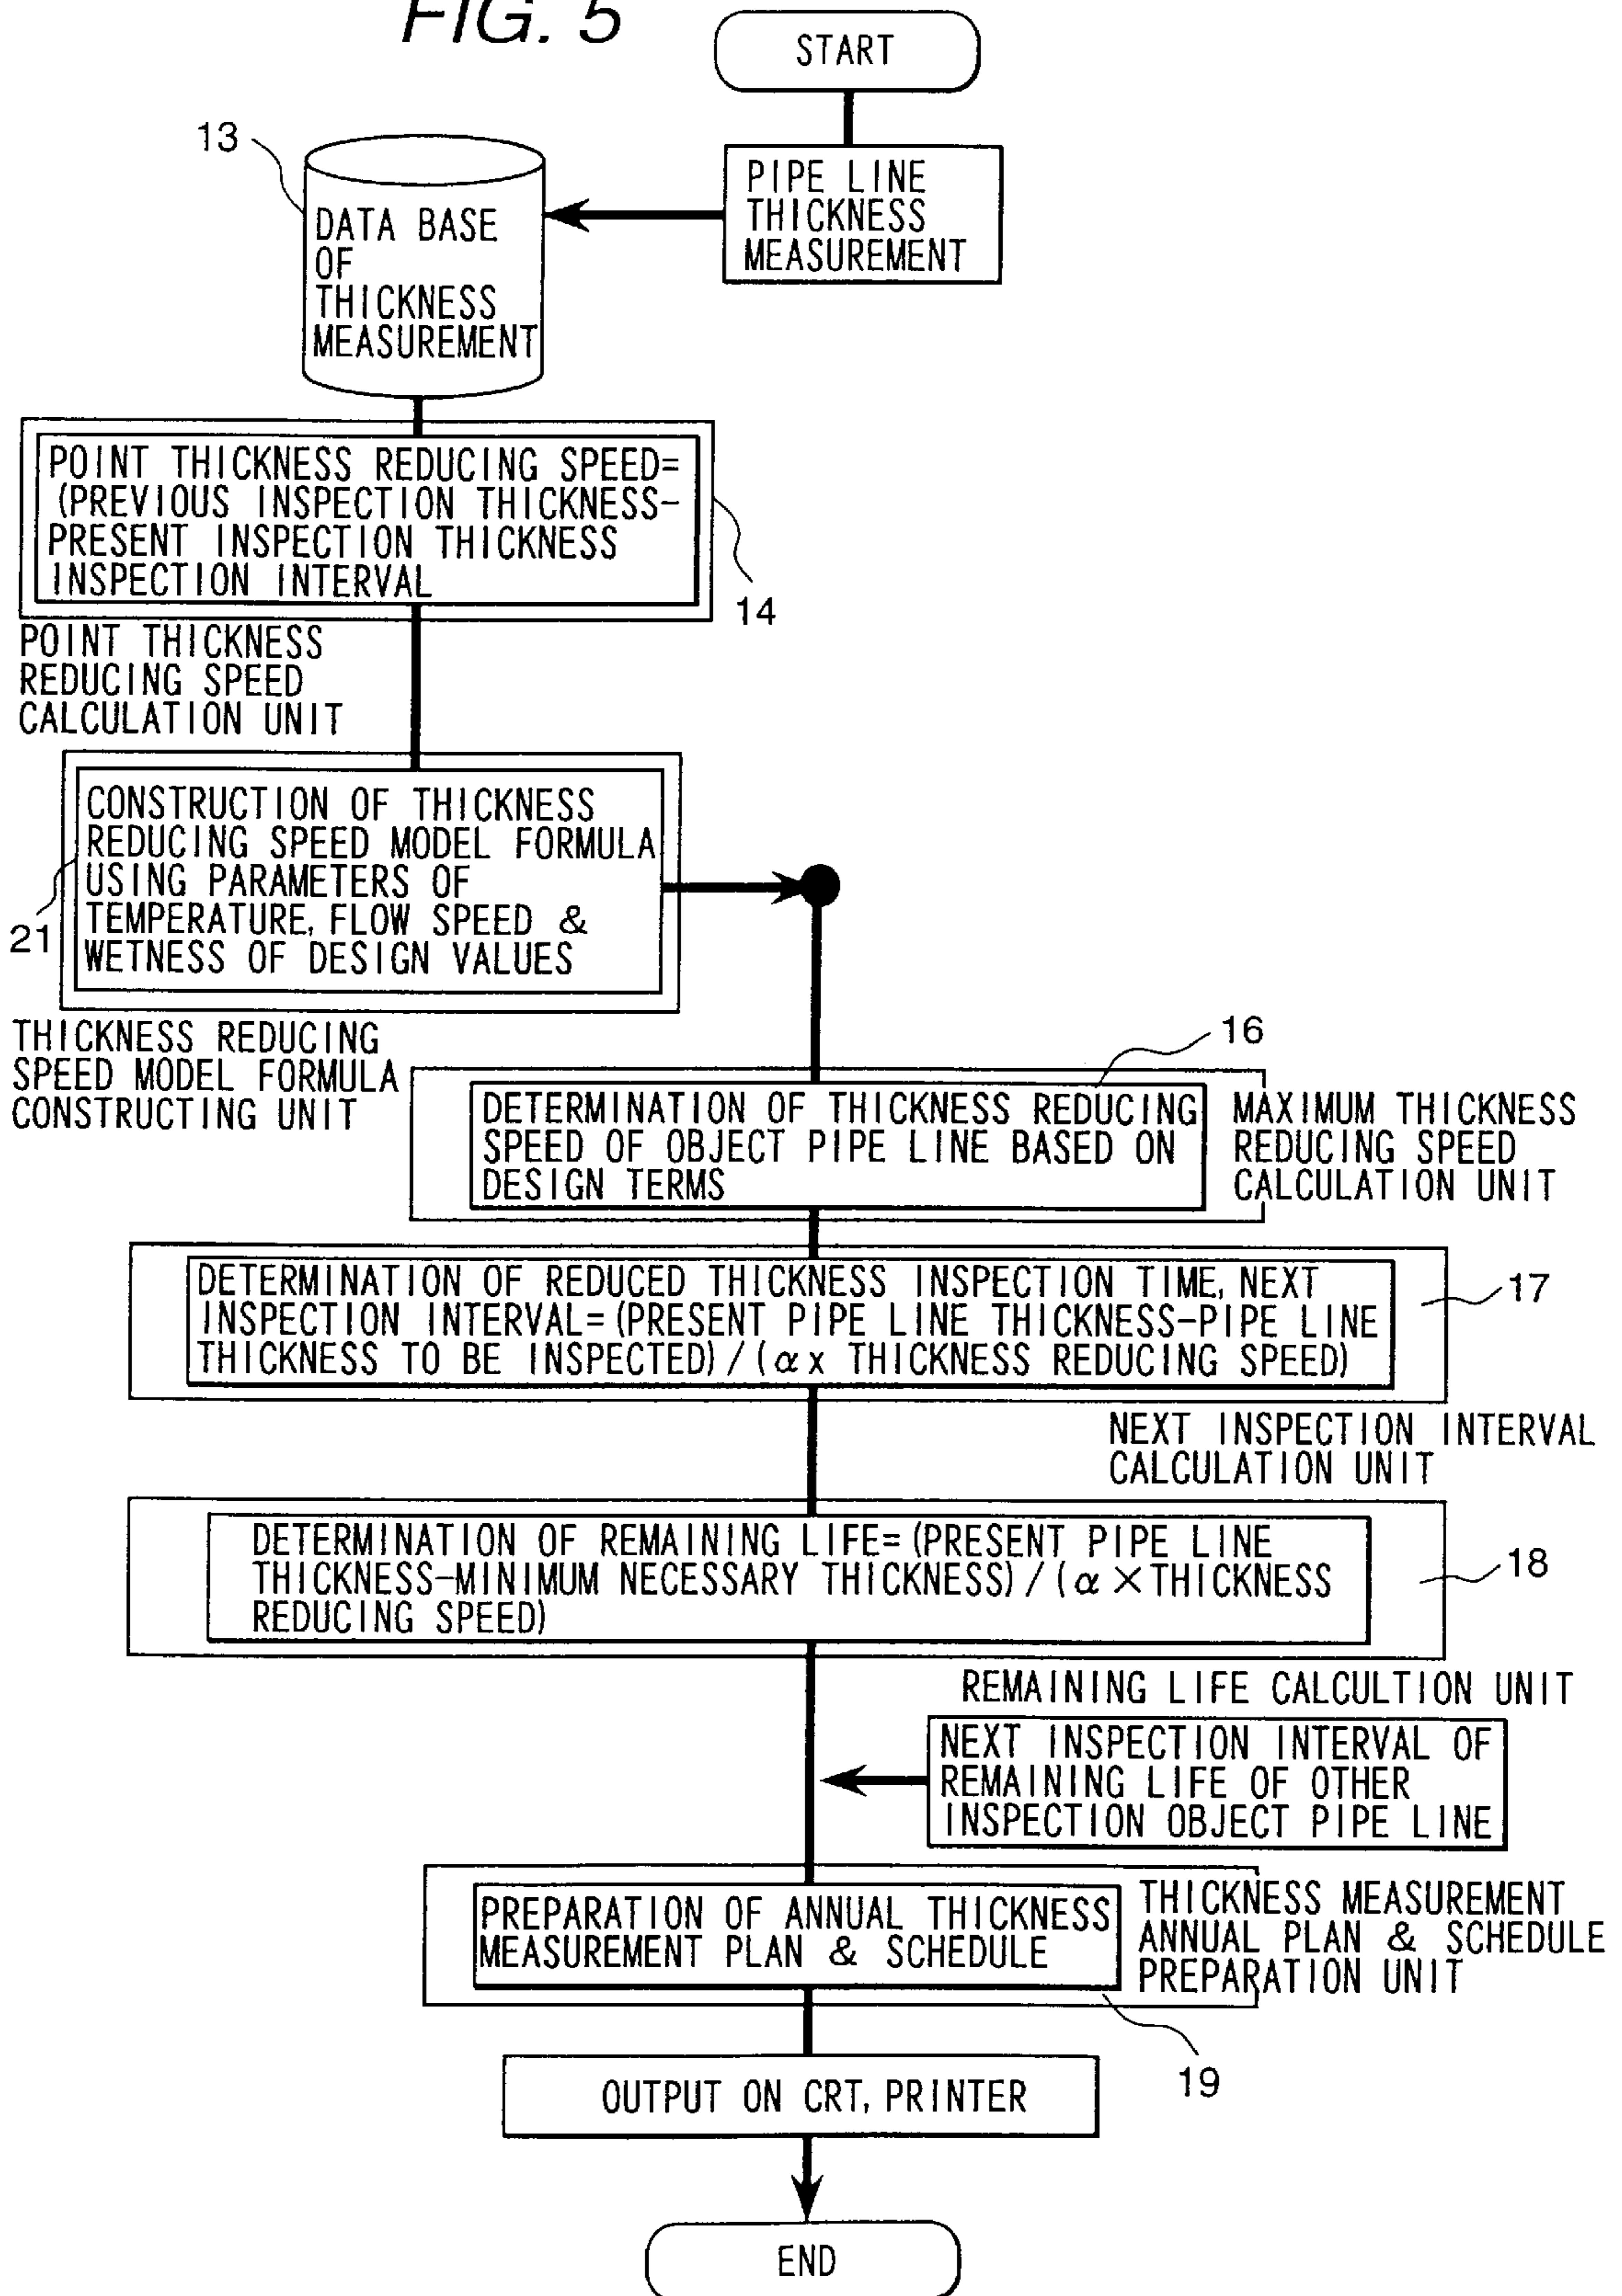 FIG. 5
START
13
PIPE LINE
THICKNESS
MEASUREMENT
DATA BASE
OF
THICKNESS
MEASUREMENT
POINT THICKNESS REDUCING SPEED=
(PREVIOUS INSPECTION THICKNESS-
PRESENT INSPECTION THICKNESS
INSPECTION INTERVAL
14
POINT THICKNESS
REDUCING SPEED
CALCULATION UNIT
CONSTRUCTION OF THICKNESS
REDUCING SPEED MODEL FORMULA
USING PARAMETERS OF
TEMPERATURE, FLOW SPEED &
WETNESS OF DESIGN VALUES
21
THICKNESS REDUCING
SPEED MODEL FORMULA
CONSTRUCTING UNIT
16
DETERMINATION OF THICKNESS REDUCING
SPEED OF OBJECT PIPE LINE BASED ON
DESIGN TERMS
MAXIMUM THICKNESS
REDUCING SPEED
CALCULATION UNIT
DETERMINATION OF REDUCED THICKNESS INSPECTION TIME, NEXT
INSPECTION INTERVAL=(PRESENT PIPE LINE THICKNESS-PIPE LINE
THICKNESS TO BE INSPECTED)/(αx THICKNESS REDUCING SPEED)
17
NEXT INSPECTION INTERVAL
CALCULATION UNIT
DETERMINATION OF REMAINING LIFE=(PRESENT PIPE LINE
THICKNESS-MINIMUM NECESSARY THICKNESS)/(α×THICKNESS
REDUCING SPEED)
18
REMAINING LIFE CALCULTION UNIT
NEXT INSPECTION INTERVAL OF
REMAINING LIFE OF OTHER
INSPECTION OBJECT PIPE LINE
PREPARATION OF ANNUAL THICKNESS
MEASUREMENT PLAN & SCHEDULE
THICKNESS MEASUREMENT
ANNUAL PLAN & SCHEDULE
PREPARATION UNIT
19
OUTPUT ON CRT, PRINTER
END